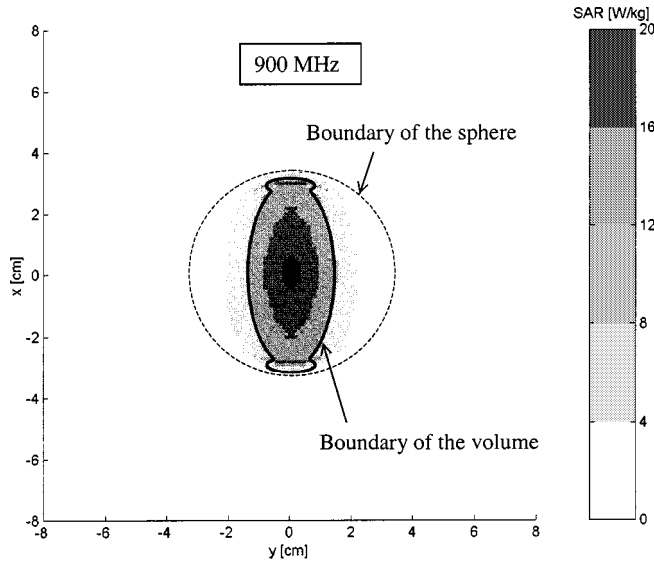 SAR [W/kg]
900 MHz
Boundary of the sphere
Boundary of the volume
8
6
4
2
0
-2
-4
-6
-8
x [cm]
-8 -6 -4 -2 0 2 4 6 8
y [cm]
20
16
12
8
4
0